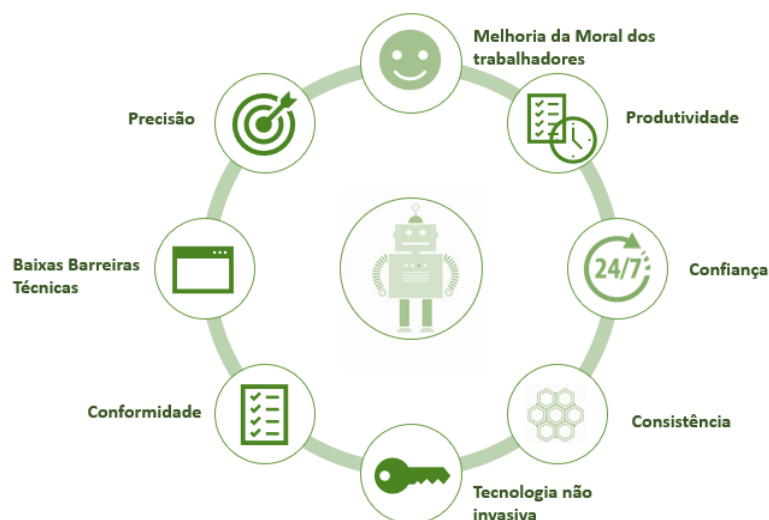 Melhoria da Moral dos
trabalhadores
Precisão
Produtividade
Baixas Barreiras
Técnicas
24/7
Confiança
Conformidade
Consistência
Tecnologia não
invasiva